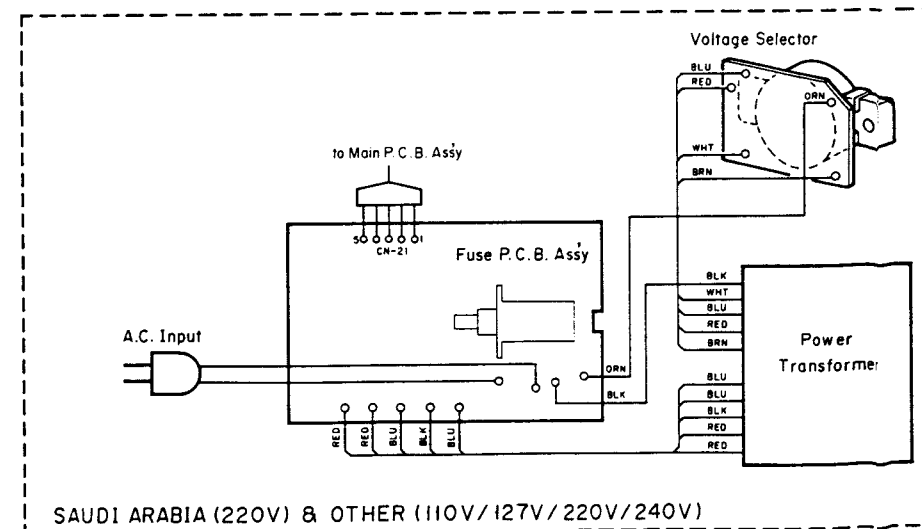 Voltage Selector
BLU
RED
ORN
WHT
BRN
to Main P.C.B. Ass'y
5 1
CN-21
Fuse P.C.B. Ass'y
A.C. Input
ORN
BLK
BLK
WHT
BLU
RED
BRN
Power
Transformer
BLU
BLU
BLK
RED
RED
RED
RED
BLU
BLK
BLU
SAUDI ARABIA (220V) & OTHER (110V/127V/220V/240V)